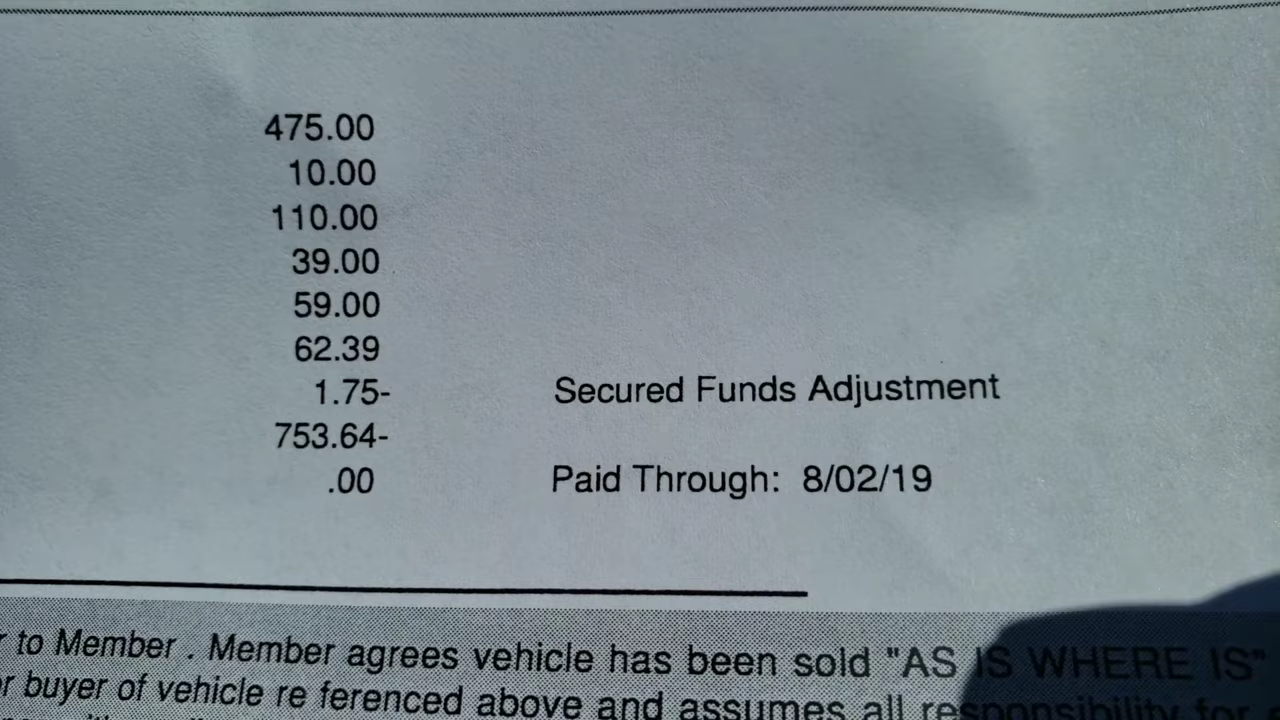 475.00
10.00
110.00
39.00
59.00
62.39
1.75- Secured Funds Adjustment
753.64-
.00 Paid Through: 8/02/19
to Member . Member agrees vehicle has been sold "AS IS WHERE IS"
buyer of vehicle re ferenced above and assumes all responsibility for